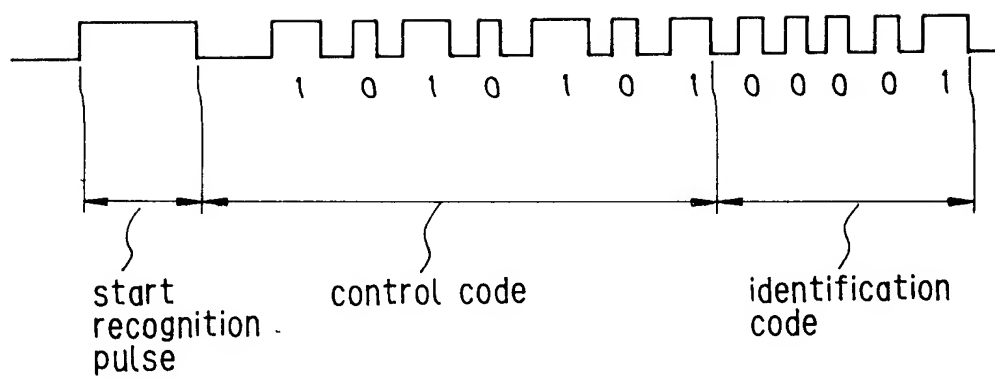 1 0 1 0 1 0 1 0 0 0 0 1
start recognition pulse
control code
identification code